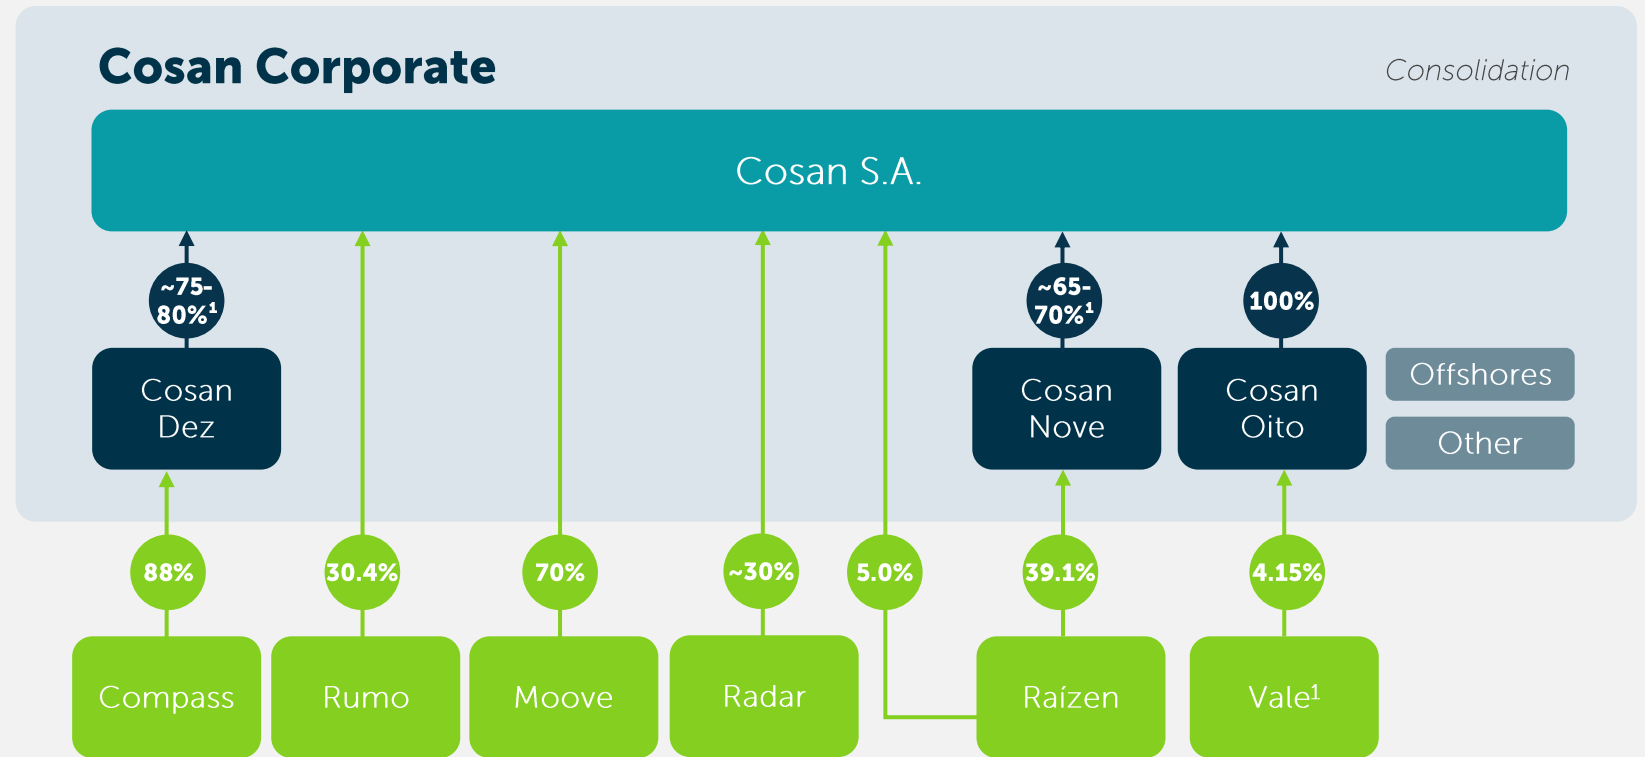 Cosan Corporate
Consolidation
Cosan S.A.
~75-
80%¹
~65-
70%¹
100%
Cosan
Dez
Cosan
Nove
Cosan
Oito
Offshores
Other
88%
30.4%
70%
~30%
5.0%
39.1%
4.15%
Compass
Rumo
Moove
Radar
Raízen
Vale¹